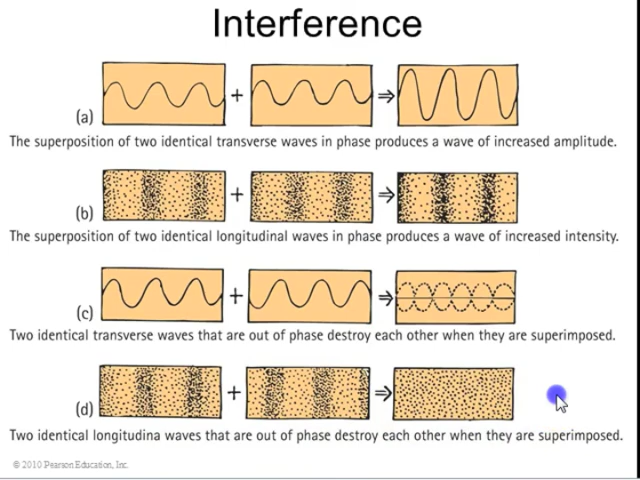 Interference
(a) + ⇒
The superposition of two identical transverse waves in phase produces a wave of increased amplitude.
(b) + ⇒
The superposition of two identical longitudinal waves in phase produces a wave of increased intensity.
(c) + ⇒
Two identical transverse waves that are out of phase destroy each other when they are superimposed.
(d) + ⇒
Two identical longitudina waves that are out of phase destroy each other when they are superimposed.
© 2010 Pearson Education, Inc.